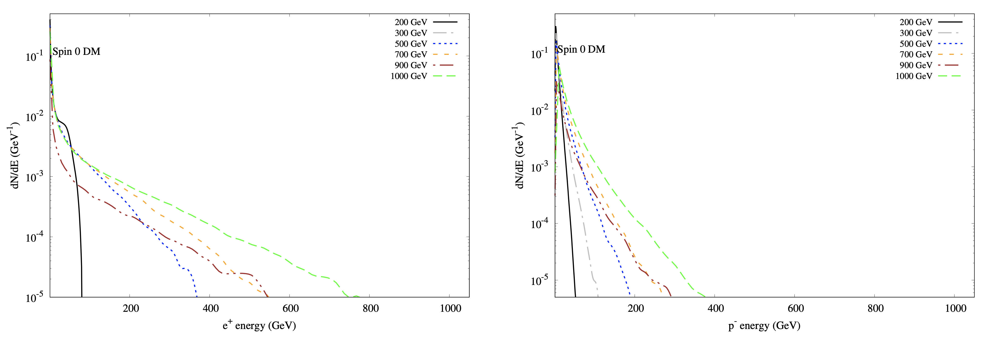 200 GeV
300 GeV
500 GeV
700 GeV
900 GeV
1000 GeV
Spin 0 DM
10-1
10-2
10-3
10-4
10-5
dN/dE (GeV-1)
200 400 600 800 1000
e+ energy (GeV)
200 GeV
300 GeV
500 GeV
700 GeV
900 GeV
1000 GeV
Spin 0 DM
10-1
10-2
10-3
10-4
10-5
dN/dE (GeV-1)
200 400 600 800 1000
p- energy (GeV)